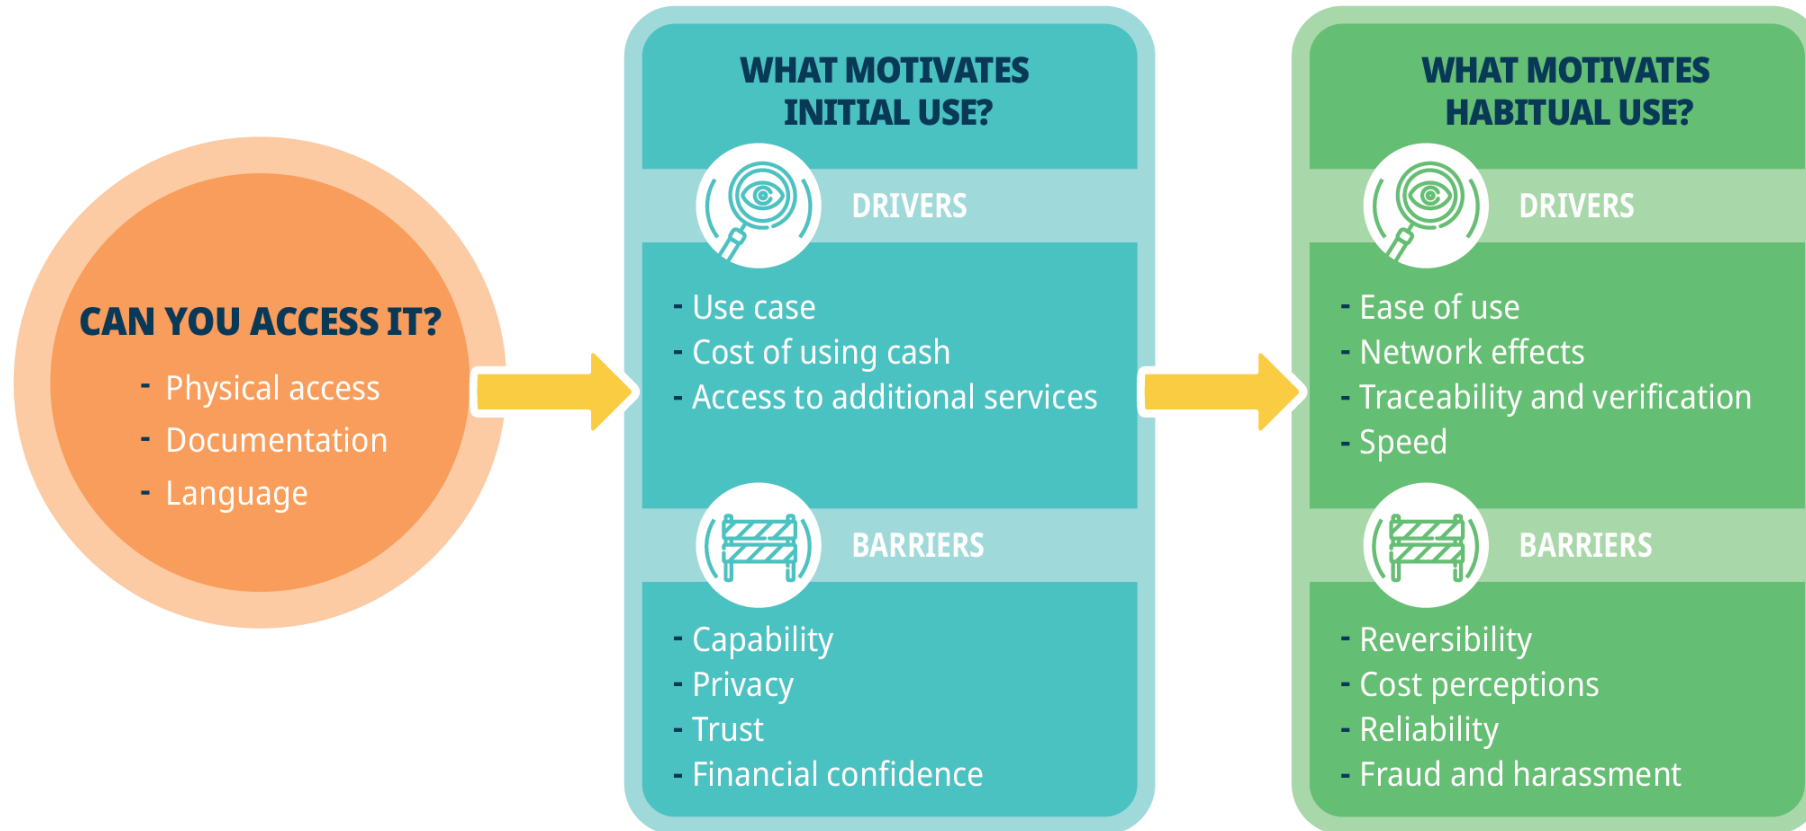 CAN YOU ACCESS IT?
- Physical access
- Documentation
- Language
WHAT MOTIVATES
INITIAL USE?
DRIVERS
- Use case
- Cost of using cash
- Access to additional services
BARRIERS
- Capability
- Privacy
- Trust
- Financial confidence
WHAT MOTIVATES
HABITUAL USE?
DRIVERS
- Ease of use
- Network effects
- Traceability and verification
- Speed
BARRIERS
- Reversibility
- Cost perceptions
- Reliability
- Fraud and harassment